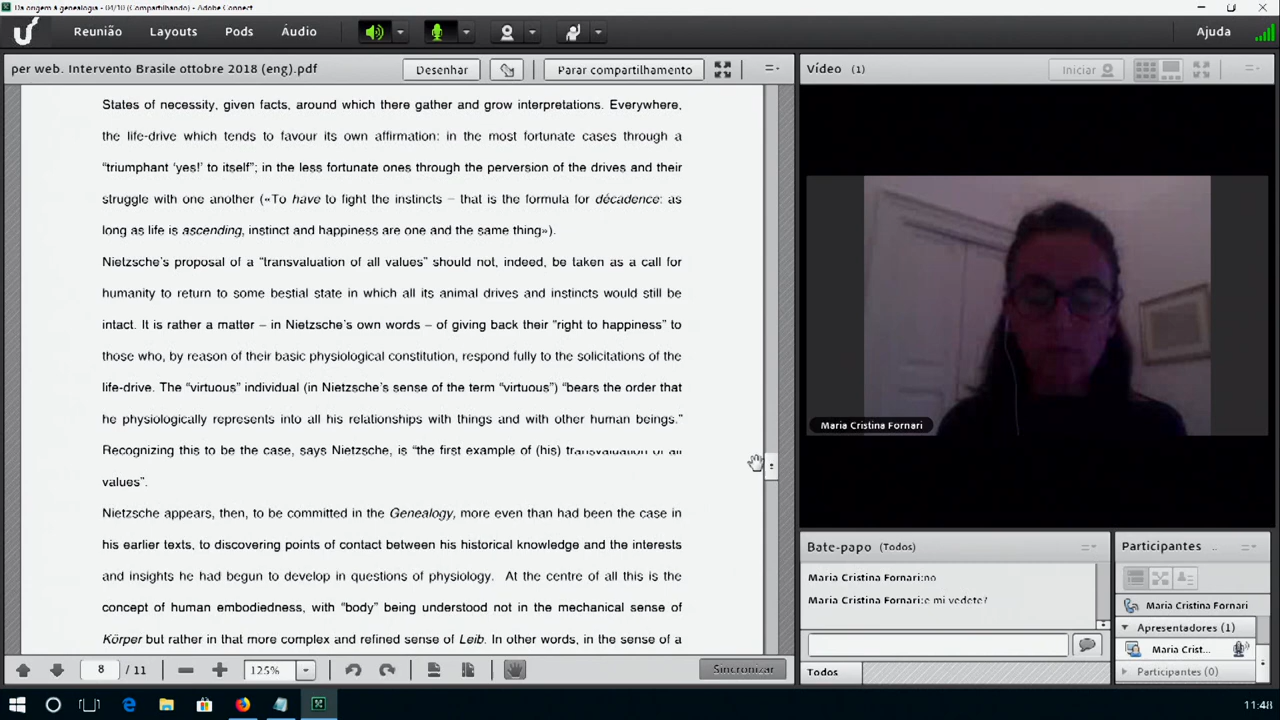 Da origem à genealogia - 04/10 (Compartilhando) - Adobe Connect
Reunião Layouts Pods Áudio Ajuda
per web. Intervento Brasile ottobre 2018 (eng).pdf Desenhar Parar compartilhamento
States of necessity, given facts, around which there gather and grow interpretations. Everywhere,
the life-drive which tends to favour its own affirmation: in the most fortunate cases through a
“triumphant ‘yes!’ to itself”; in the less fortunate ones through the perversion of the drives and their
struggle with one another («To have to fight the instincts – that is the formula for décadence: as
long as life is ascending, instinct and happiness are one and the same thing»).
Nietzsche’s proposal of a “transvaluation of all values” should not, indeed, be taken as a call for
humanity to return to some bestial state in which all its animal drives and instincts would still be
intact. It is rather a matter – in Nietzsche’s own words – of giving back their “right to happiness” to
those who, by reason of their basic physiological constitution, respond fully to the solicitations of the
life-drive. The “virtuous” individual (in Nietzsche’s sense of the term “virtuous”) “bears the order that
he physiologically represents into all his relationships with things and with other human beings.”
Recognizing this to be the case, says Nietzsche, is “the first example of (his) transvaluation of all
values”.
Nietzsche appears, then, to be committed in the Genealogy, more even than had been the case in
his earlier texts, to discovering points of contact between his historical knowledge and the interests
and insights he had begun to develop in questions of physiology. At the centre of all this is the
concept of human embodiedness, with “body” being understood not in the mechanical sense of
Körper but rather in that more complex and refined sense of Leib. In other words, in the sense of a
8 / 11 125% Sincronizar
Vídeo (1) Iniciar
Maria Cristina Fornari
Bate-papo (Todos)
Maria Cristina Fornari:no
Maria Cristina Fornari:e mi vedete?
Todos
Participantes ..
Maria Cristina Fornari
Apresentadores (1)
Maria Crist...
Participantes (0)
11:48